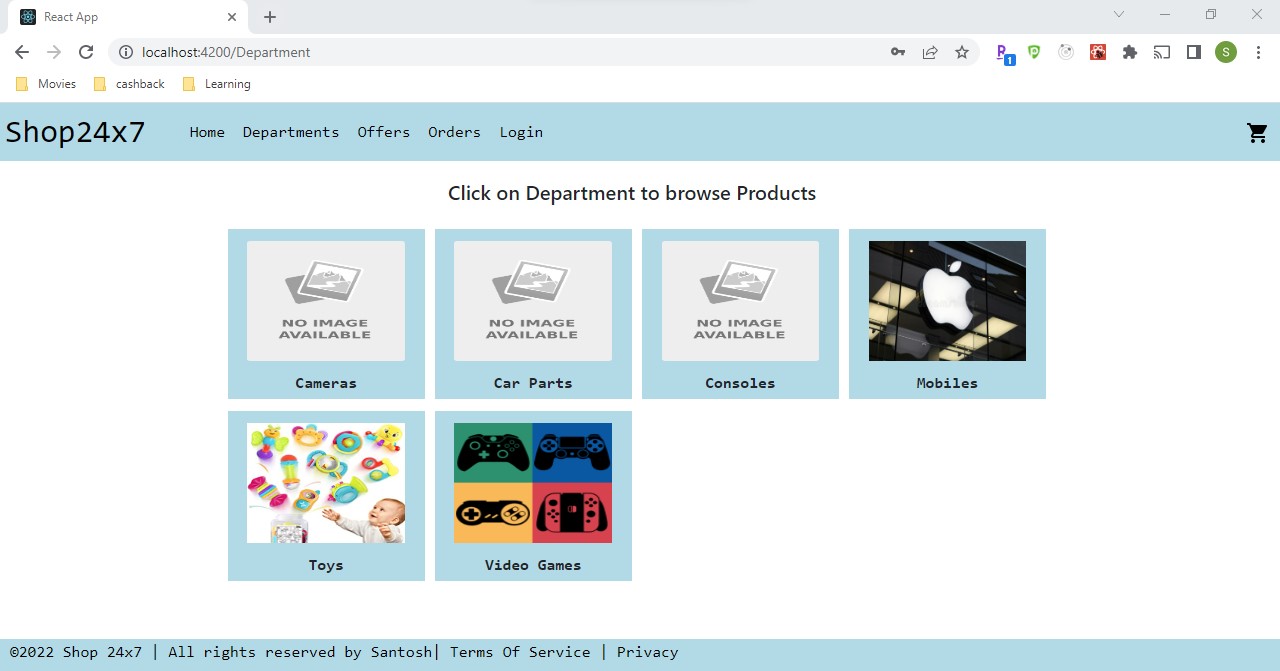 React App
localhost:4200/Department
1
S
Movies cashback Learning
Shop24x7 Home Departments Offers Orders Login
Click on Department to browse Products
NO IMAGE AVAILABLE
Cameras
NO IMAGE AVAILABLE
Car Parts
NO IMAGE AVAILABLE
Consoles
Mobiles
Toys
Video Games
©2022 Shop 24x7 | All rights reserved by Santosh| Terms Of Service | Privacy